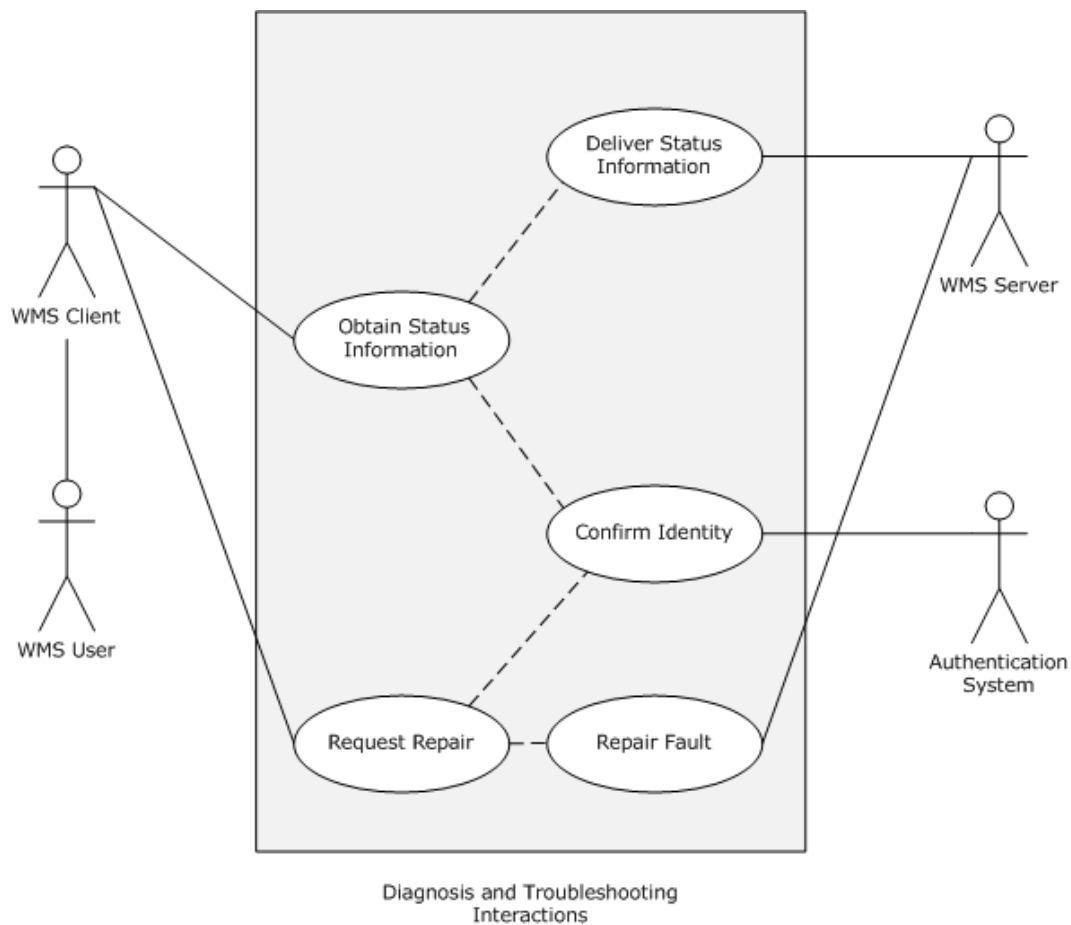 Deliver Status
Information
WMS Client
WMS Server
Obtain Status
Information
Confirm Identity
WMS User
Authentication
System
Request Repair
Repair Fault
Diagnosis and Troubleshooting
Interactions